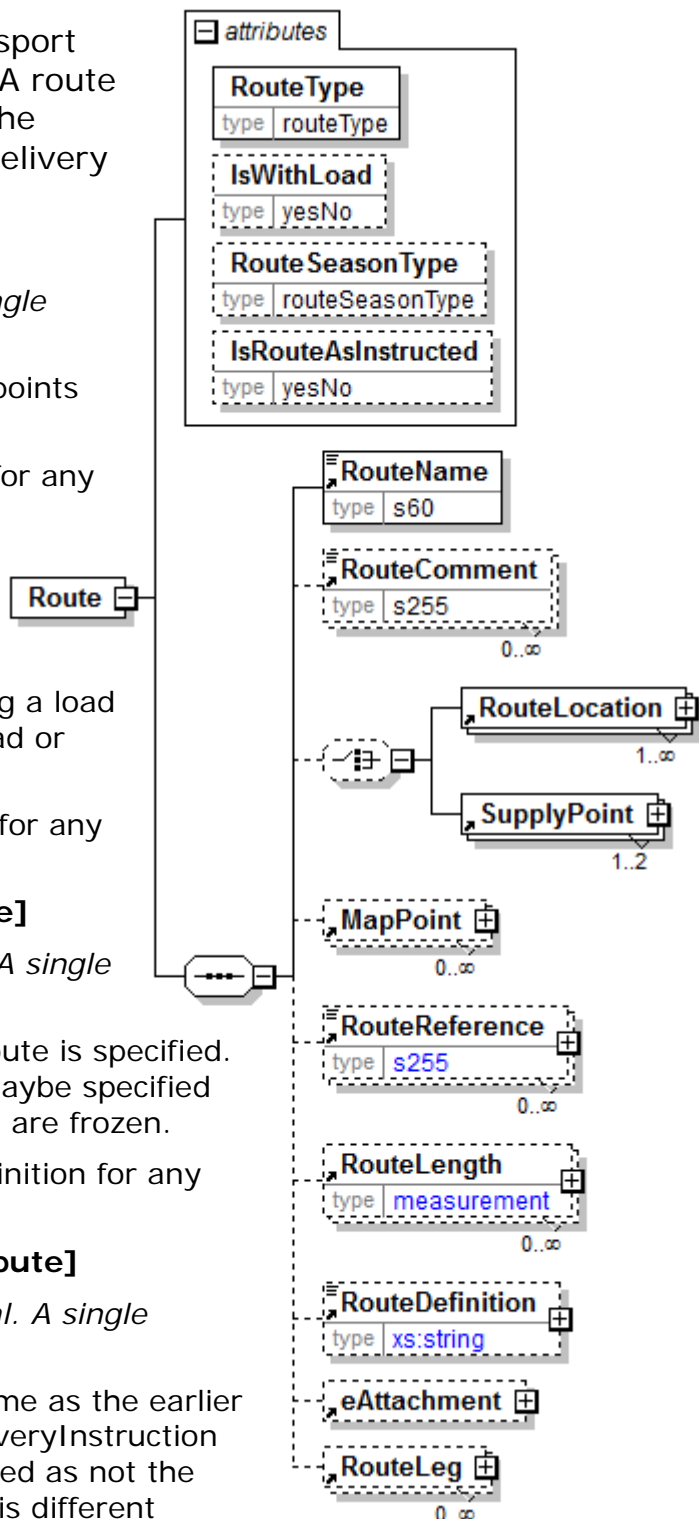 sport
A route
he
elivery
ngle
points
for any
g a load
ad or
for any
e]
A single
oute is specified.
maybe specified
are frozen.
inition for any
oute]
l. A single
me as the earlier
veryInstruction
ed as not the
is different
attributes
RouteType
type routeType
IsWithLoad
type yesNo
RouteSeasonType
type routeSeasonType
IsRouteAsInstructed
type yesNo
Route
RouteName
type s60
RouteComment
type s255
0..∞
RouteLocation
1..∞
SupplyPoint
1..2
MapPoint
0..∞
RouteReference
type s255
0..∞
RouteLength
type measurement
0..∞
RouteDefinition
type xs:string
eAttachment
RouteLeg
0..∞